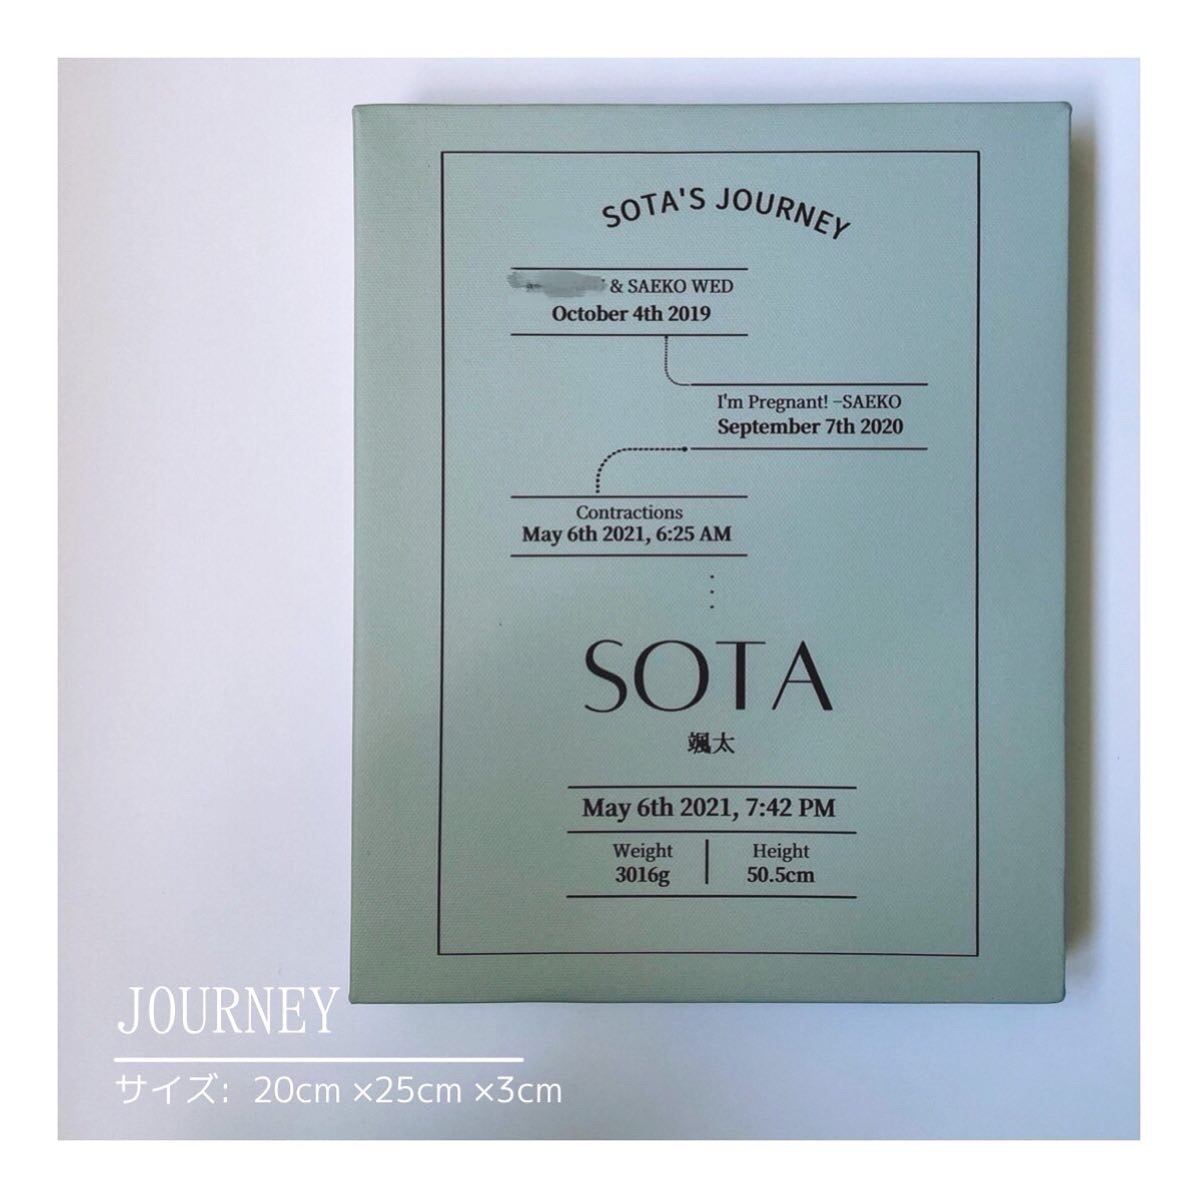 SOTA'S JOURNEY
& SAEKO WED
October 4th 2019
I'm Pregnant! -SAEKO
September 7th 2020
Contractions
May 6th 2021, 6:25 AM
SOTA
颯太
May 6th 2021, 7:42 PM
Weight
3016g
Height
50.5cm
JOURNEY
サイズ: 20cm ×25cm ×3cm